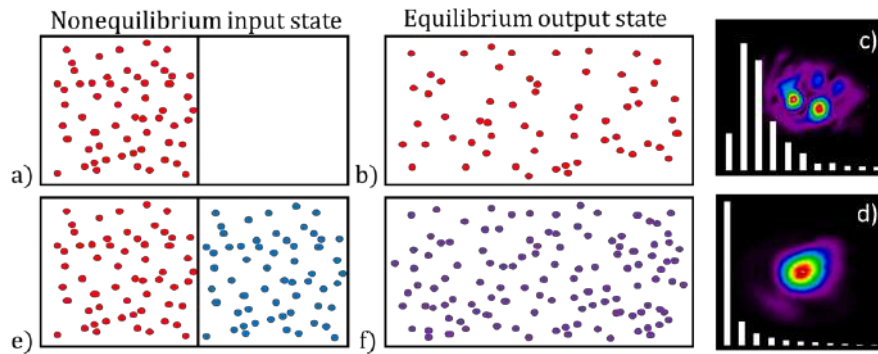 Nonequilibrium input state
Equilibrium output state
a)
b)
c)
d)
e)
f)